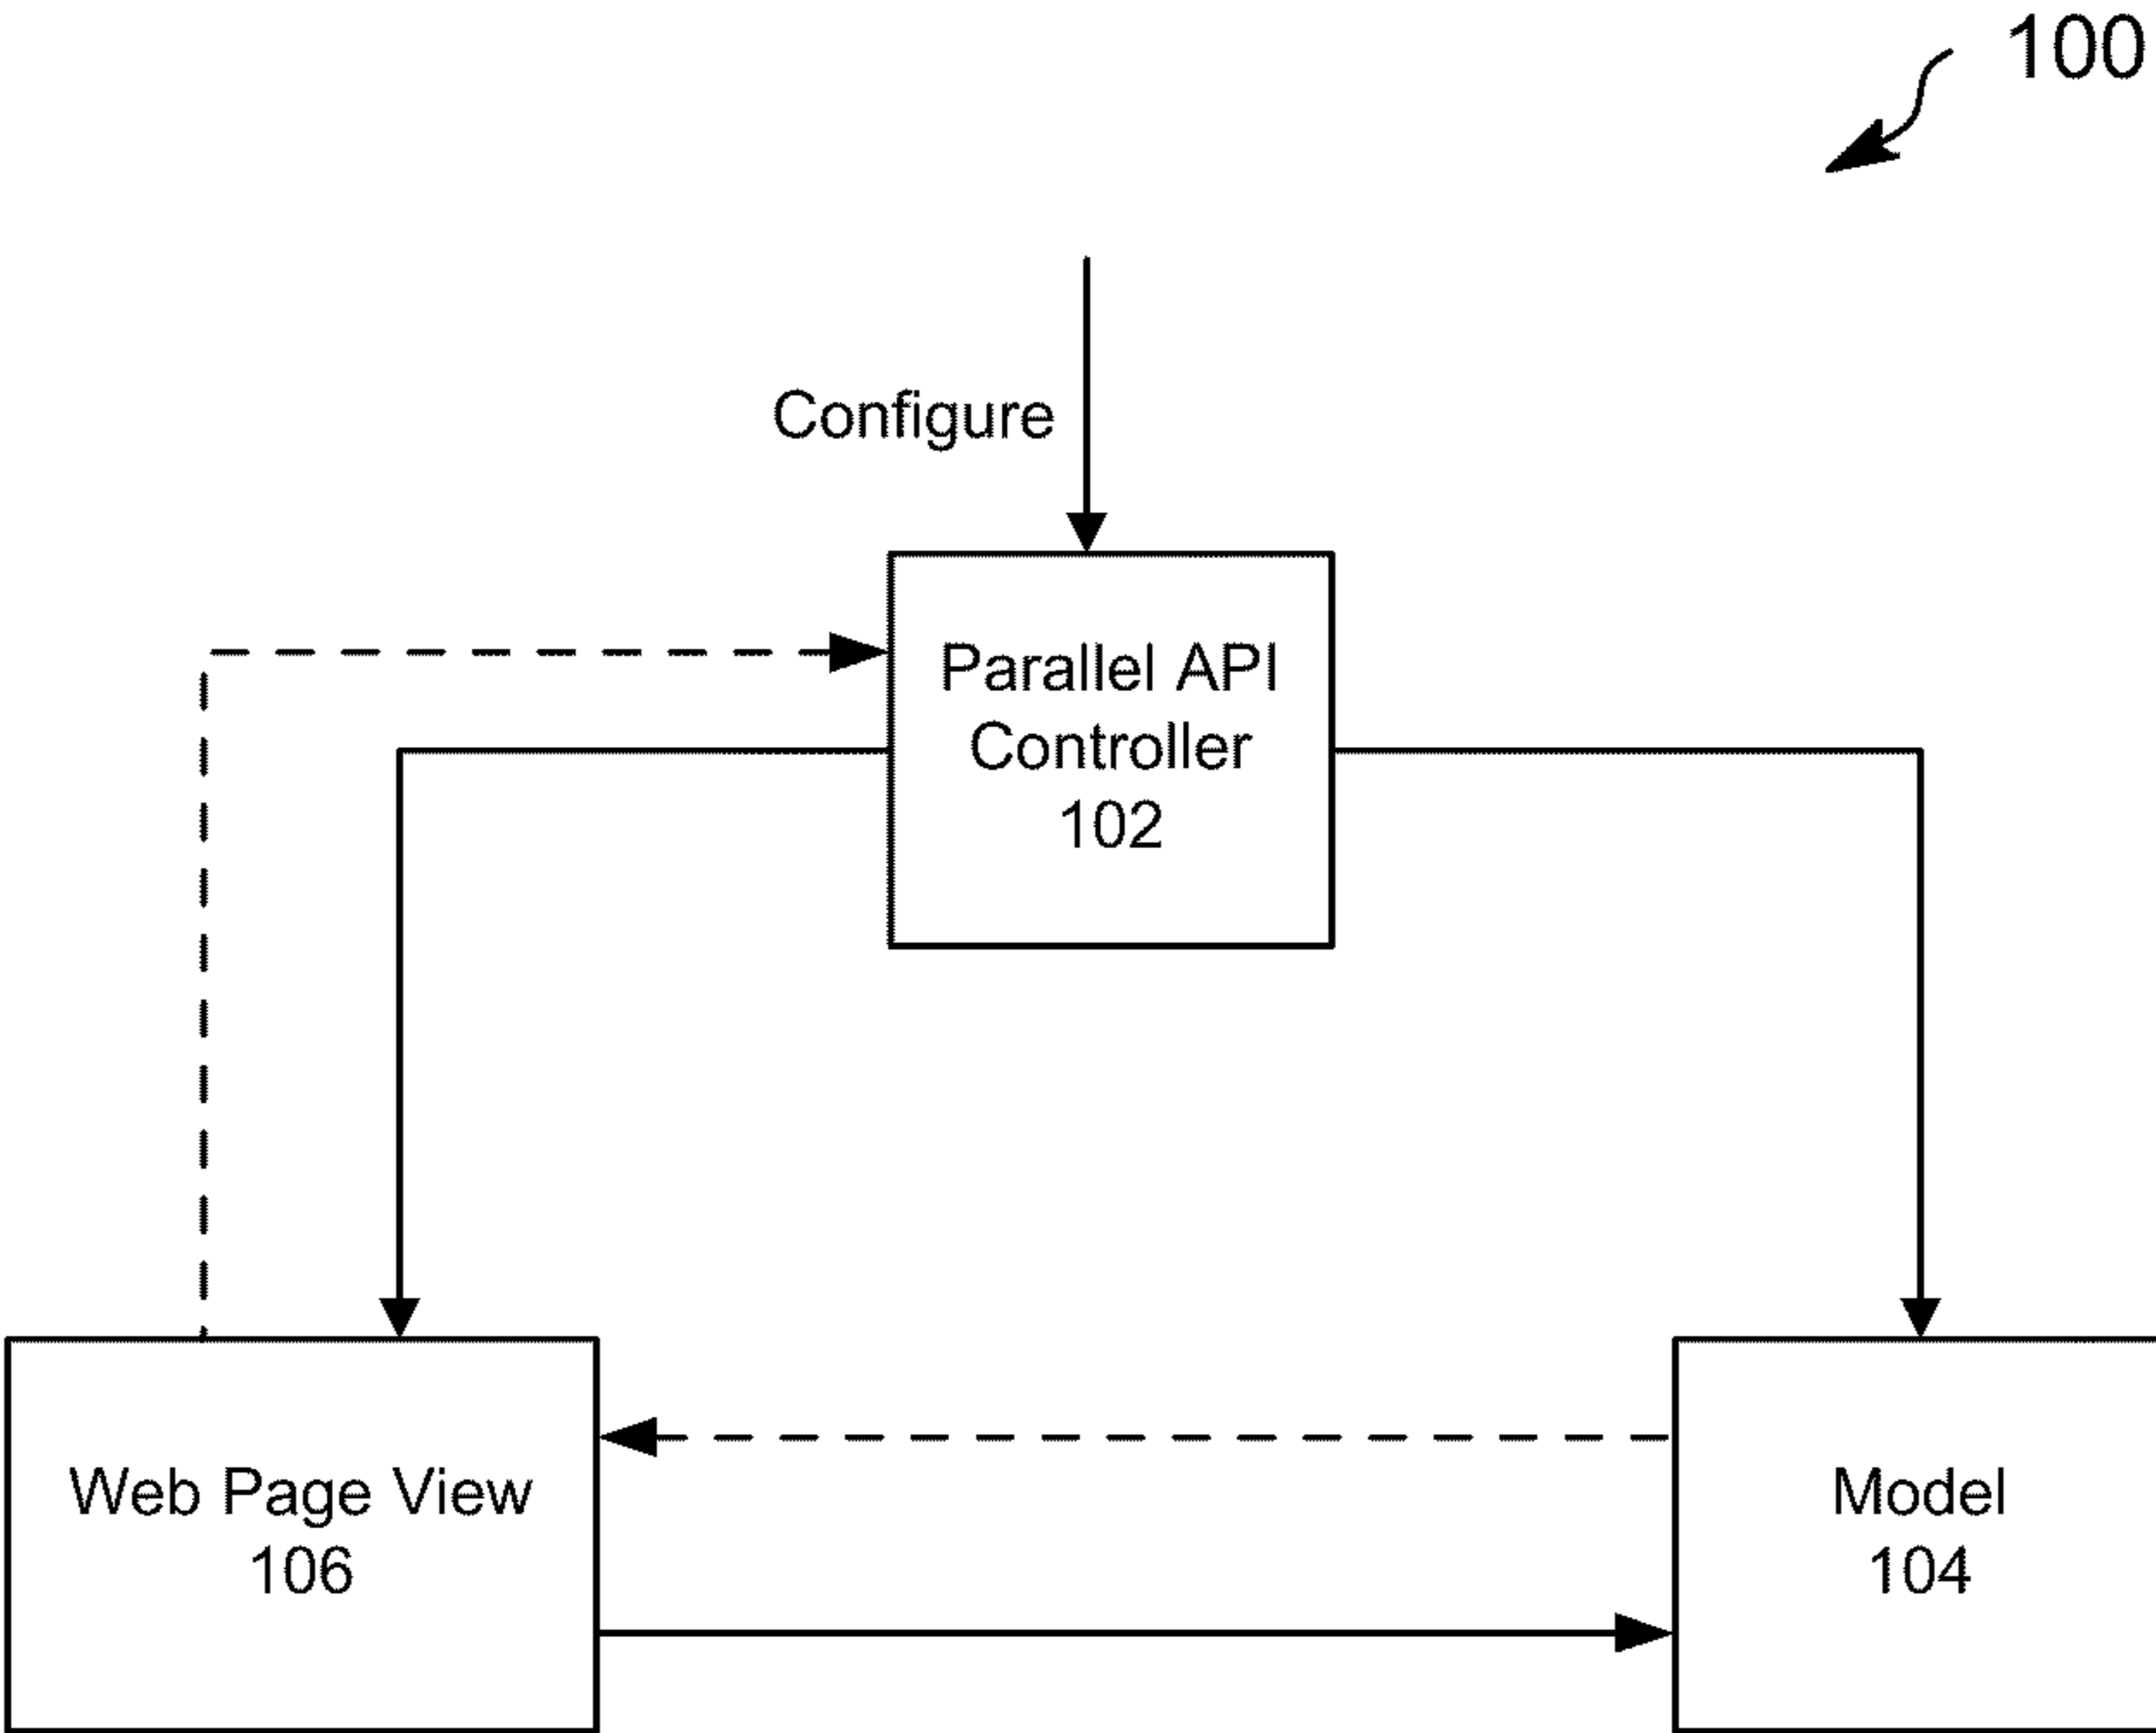 100
Configure
Parallel API
Controller
102
Web Page View
106
Model
104